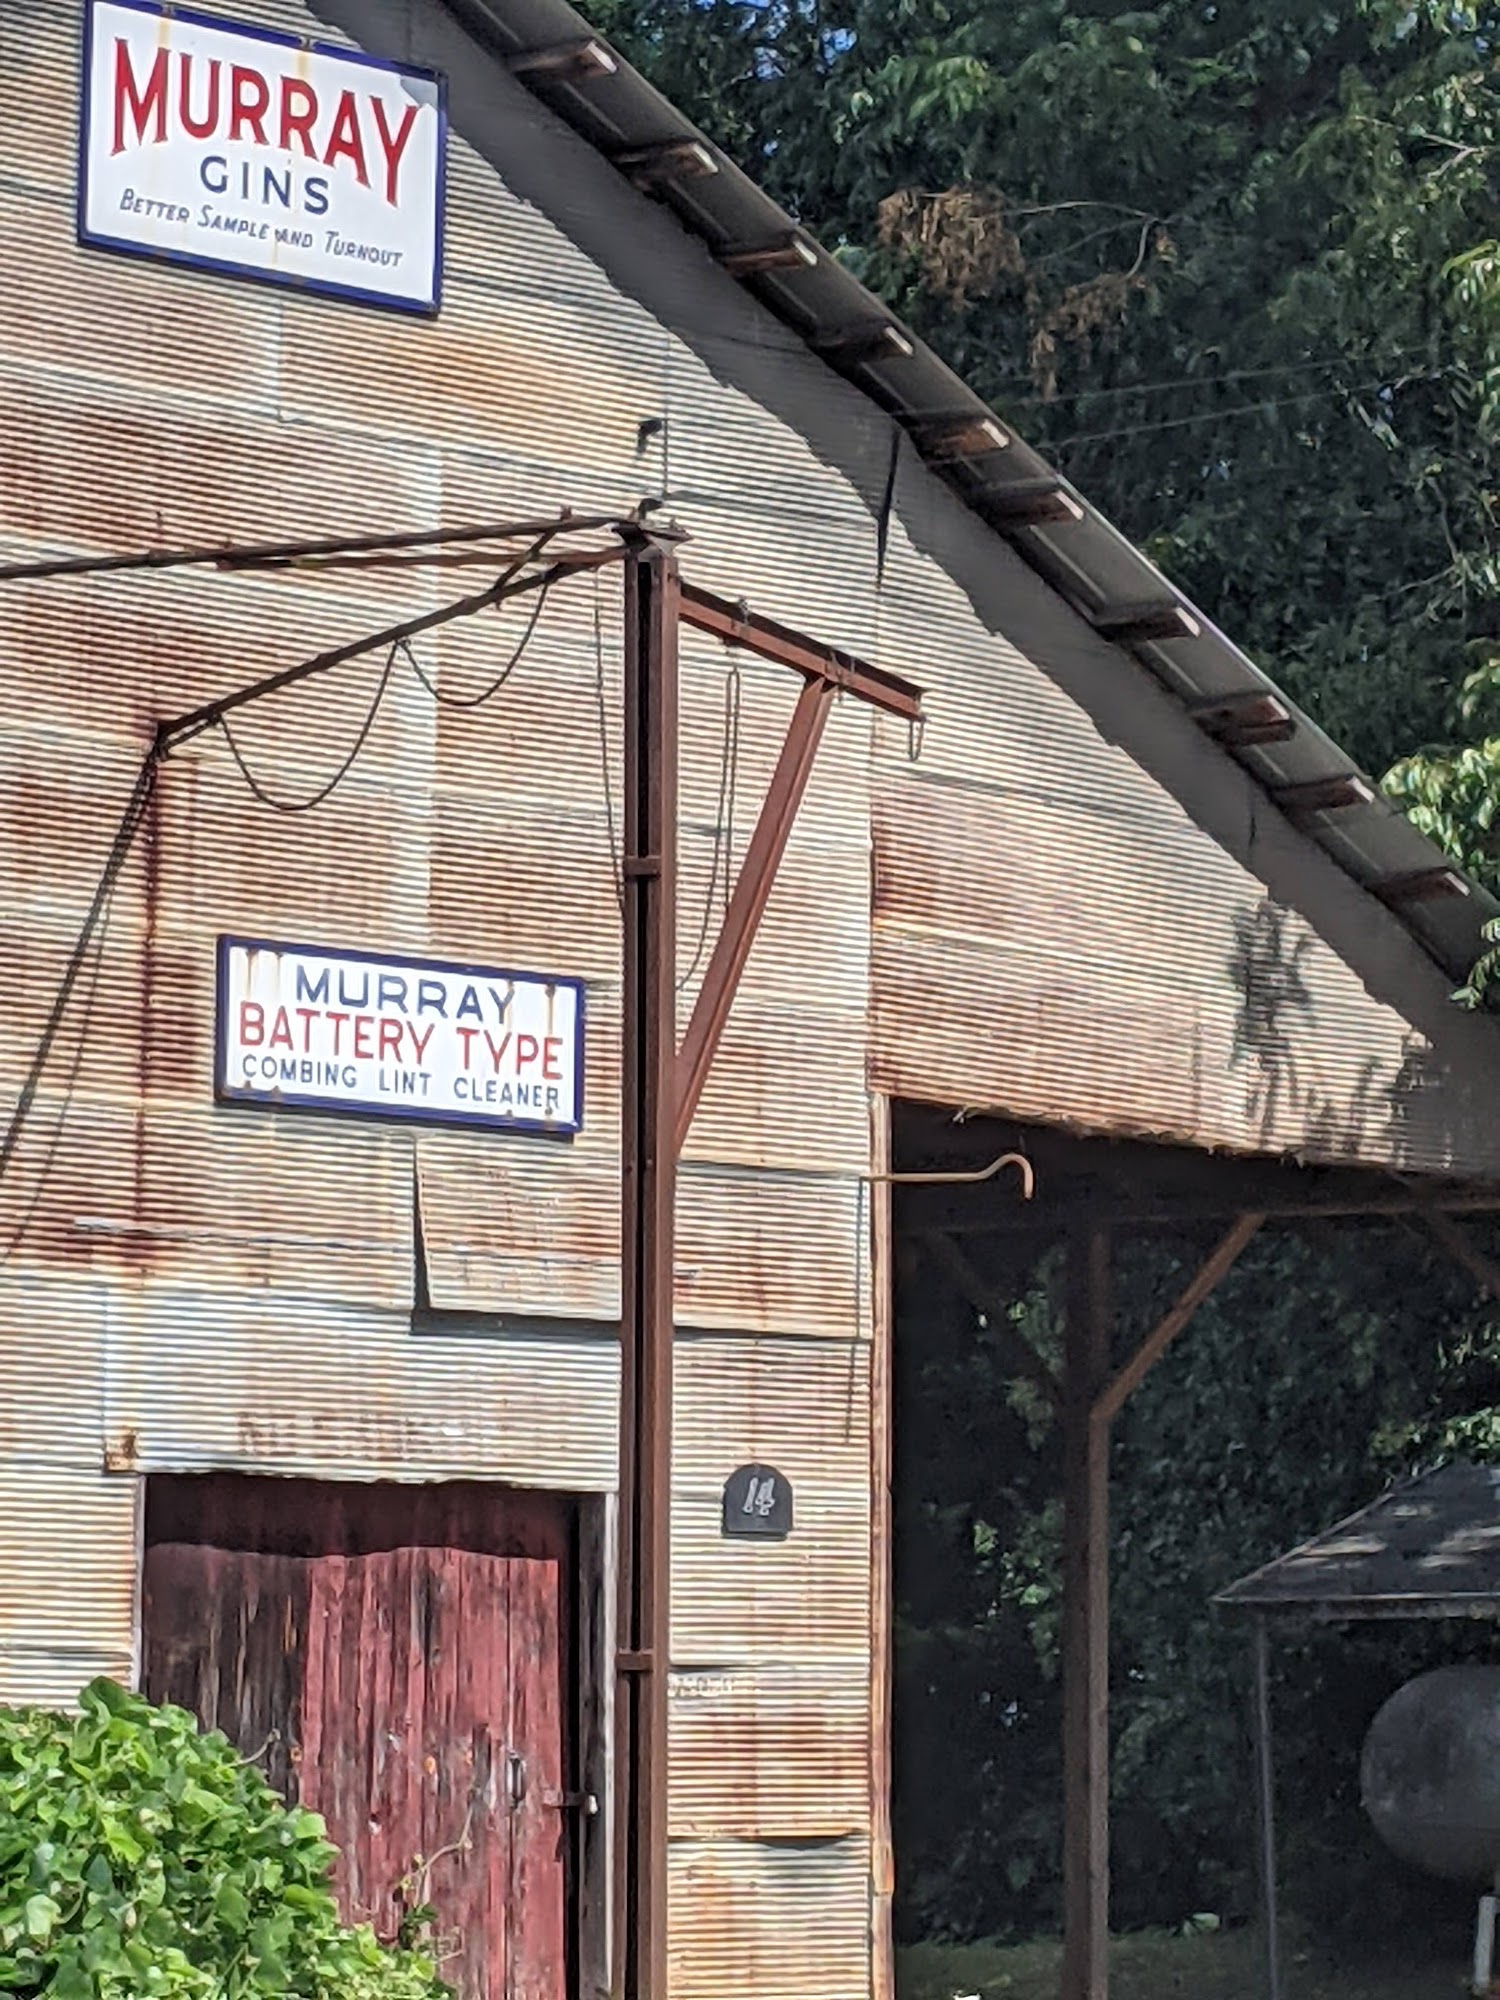 MURRAY
GINS
BETTER SAMPLE AND TURNOUT
MURRAY
BATTERY TYPE
COMBING LINT CLEANER
14